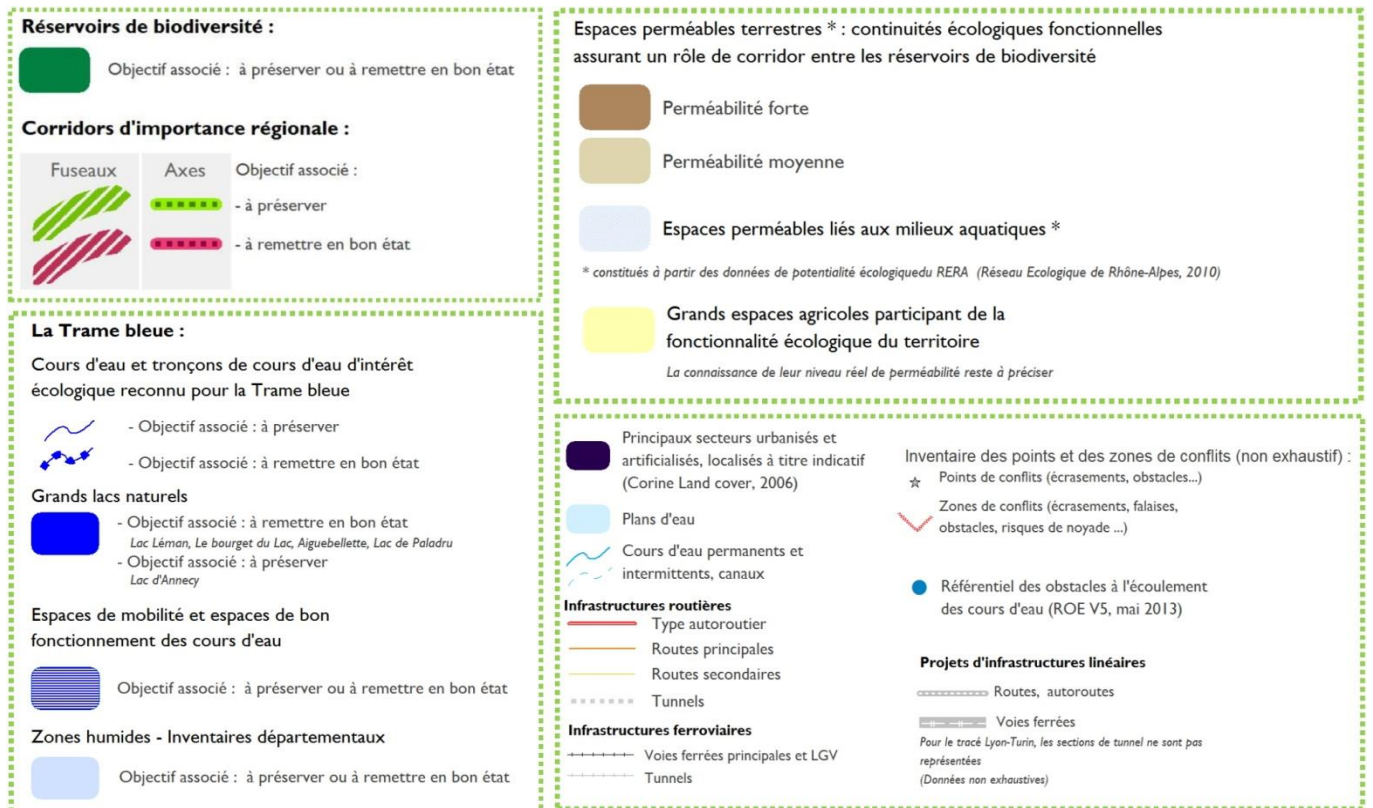 Réservoirs de biodiversité :
Objectif associé : à préserver ou à remettre en bon état
Corridors d'importance régionale :
Fuseaux
Axes
Objectif associé :
- à préserver
- à remettre en bon état
La Trame bleue :
Cours d'eau et tronçons de cours d'eau d'intérêt
écologique reconnu pour la Trame bleue
- Objectif associé : à préserver
- Objectif associé : à remettre en bon état
Grands lacs naturels
- Objectif associé : à remettre en bon état
Lac Léman, Le bourget du Lac, Aiguebellette, Lac de Paladru
- Objectif associé : à préserver
Lac d'Annecy
Espaces de mobilité et espaces de bon
fonctionnement des cours d'eau
Objectif associé : à préserver ou à remettre en bon état
Zones humides - Inventaires départementaux
Objectif associé : à préserver ou à remettre en bon état
Espaces perméables terrestres * : continuités écologiques fonctionnelles
assurant un rôle de corridor entre les réservoirs de biodiversité
Perméabilité forte
Perméabilité moyenne
Espaces perméables liés aux milieux aquatiques *
* constitués à partir des données de potentialité écologiquedu RERA (Réseau Ecologique de Rhône-Alpes, 2010)
Grands espaces agricoles participant de la
fonctionnalité écologique du territoire
La connaissance de leur niveau réel de perméabilité reste à préciser
Principaux secteurs urbanisés et
artificialisés, localisés à titre indicatif
(Corine Land cover, 2006)
Plans d'eau
Cours d'eau permanents et
intermittents, canaux
Infrastructures routières
Type autoroutier
Routes principales
Routes secondaires
Tunnels
Infrastructures ferroviaires
Voies ferrées principales et LGV
Tunnels
Inventaire des points et des zones de conflits (non exhaustif) :
Points de conflits (écrasements, obstacles...)
Zones de conflits (écrasements, falaises,
obstacles, risques de noyade ...)
Référentiel des obstacles à l'écoulement
des cours d'eau (ROE V5, mai 2013)
Projets d'infrastructures linéaires
Routes, autoroutes
Voies ferrées
Pour le tracé Lyon-Turin, les sections de tunnel ne sont pas
représentées
(Données non exhaustives)